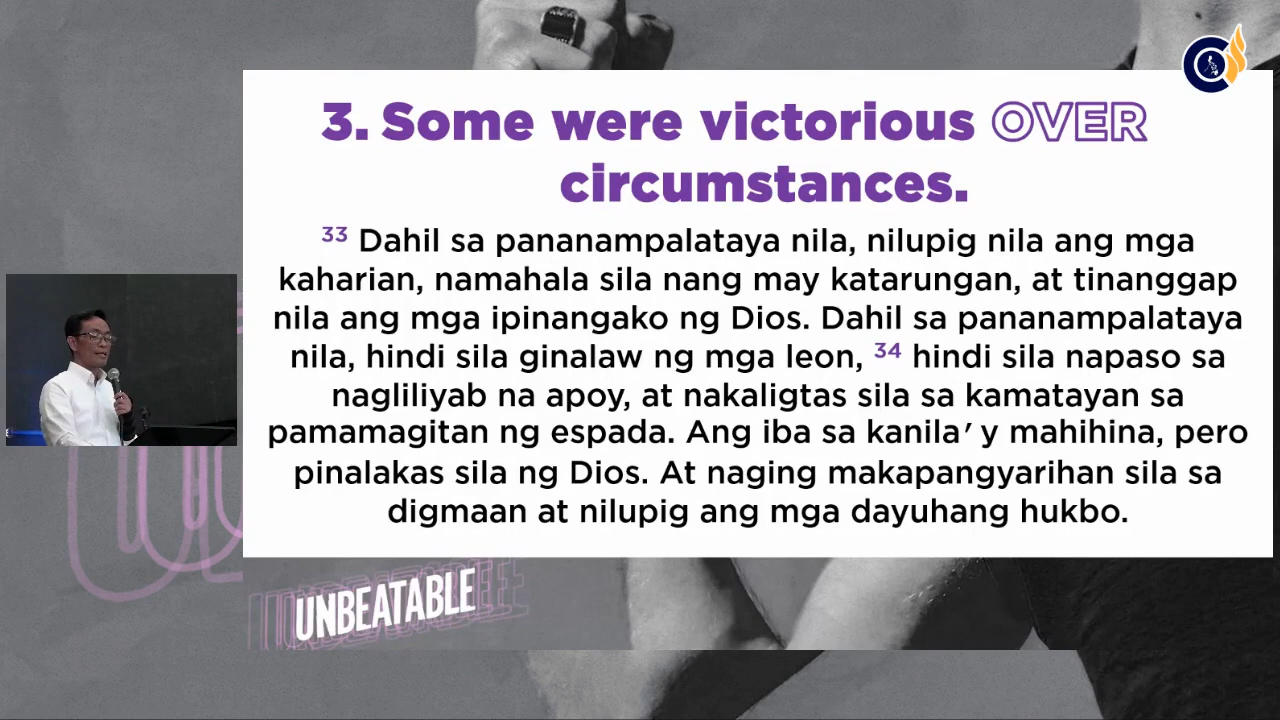 3. Some were victorious OVER
circumstances.
33 Dahil sa pananampalataya nila, nilupig nila ang mga
kaharian, namahala sila nang may katarungan, at tinanggap
nila ang mga ipinangako ng Dios. Dahil sa pananampalataya
nila, hindi sila ginalaw ng mga leon, 34 hindi sila napaso sa
nagliliyab na apoy, at nakaligtas sila sa kamatayan sa
pamamagitan ng espada. Ang iba sa kanila’y mahihina, pero
pinalakas sila ng Dios. At naging makapangyarihan sila sa
digmaan at nilupig ang mga dayuhang hukbo.
UNBEATABLE